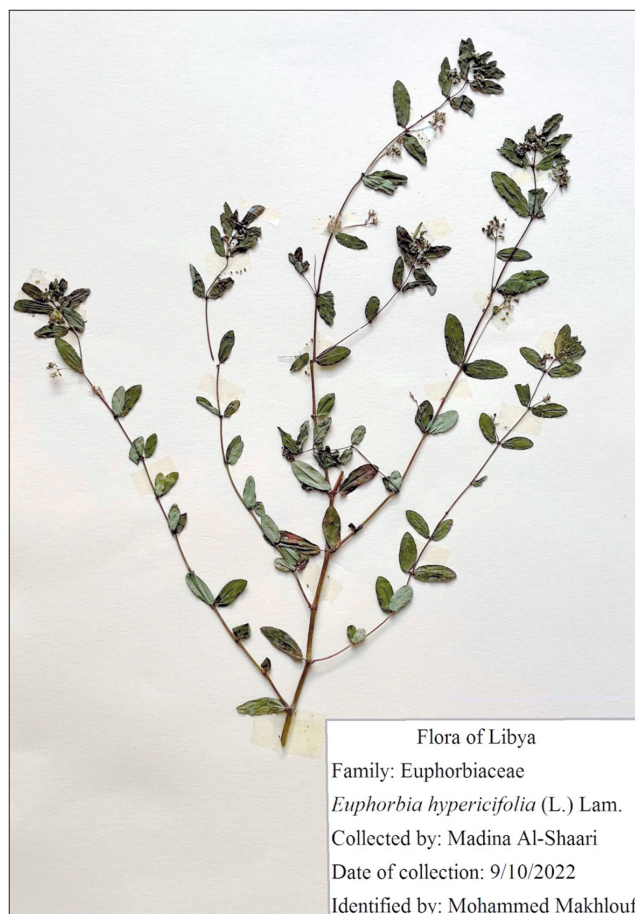 Flora of Libya
Family: Euphorbiaceae
Euphorbia hypericifolia (L.) Lam.
Collected by: Madina Al-Shaari
Date of collection: 9/10/2022
Identified by: Mohammed Makhlouf